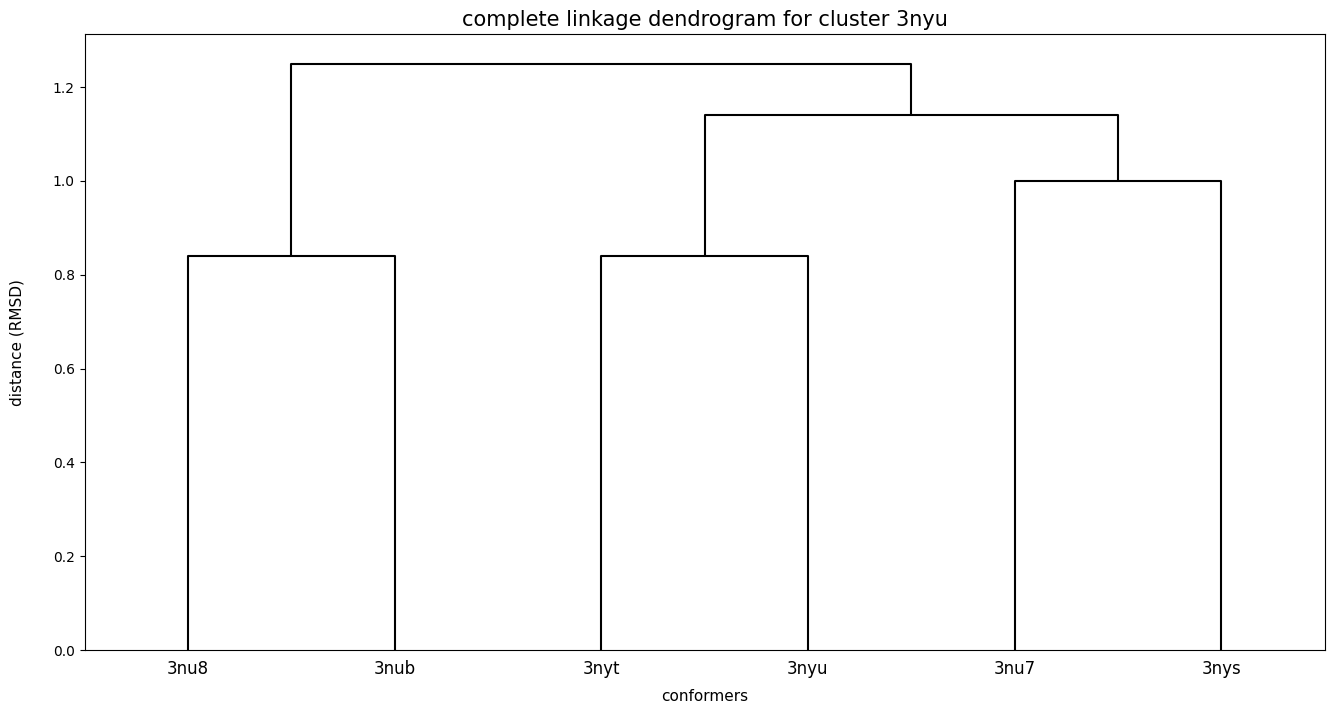 complete linkage dendrogram for cluster 3nyu
distance (RMSD)
1.2
1.0
0.8
0.6
0.4
0.2
0.0
3nu8 3nub 3nyt 3nyu 3nu7 3nys
conformers